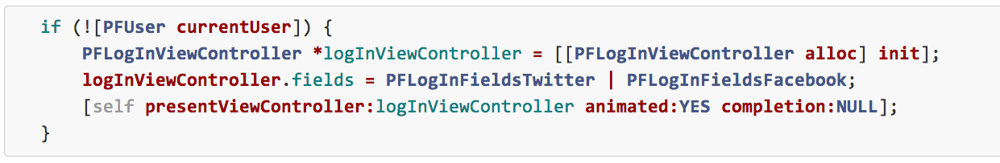 if (![PFUser currentUser]) {
PFLogInViewController *logInViewController = [[PFLogInViewController alloc] init];
logInViewController.fields = PFLogInFieldsTwitter | PFLogInFieldsFacebook;
[self presentViewController:logInViewController animated:YES completion:NULL];
}